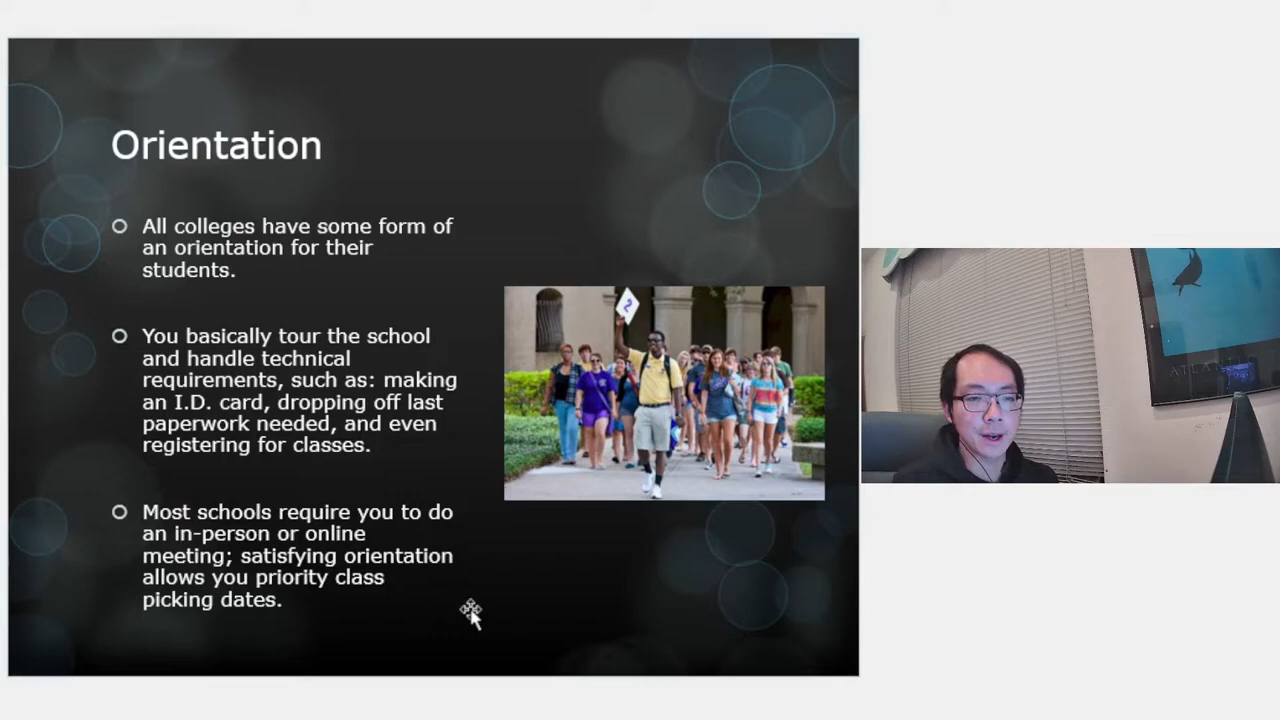 Orientation
All colleges have some form of
an orientation for their
students.
You basically tour the school
and handle technical
requirements, such as: making
an I.D. card, dropping off last
paperwork needed, and even
registering for classes.
Most schools require you to do
an in-person or online
meeting; satisfying orientation
allows you priority class
picking dates.
2